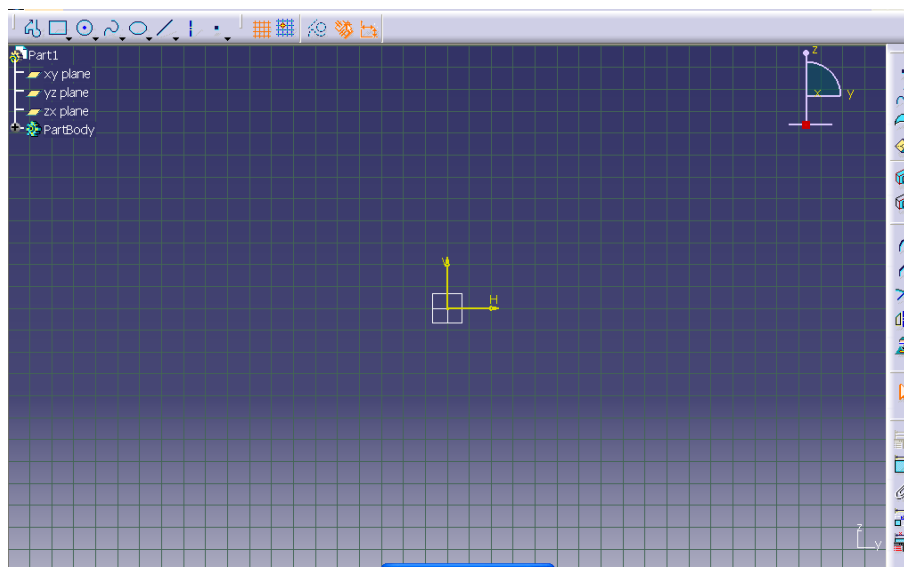 Part1
xy plane
yz plane
zx plane
PartBody
z
x y
V
H
z
y